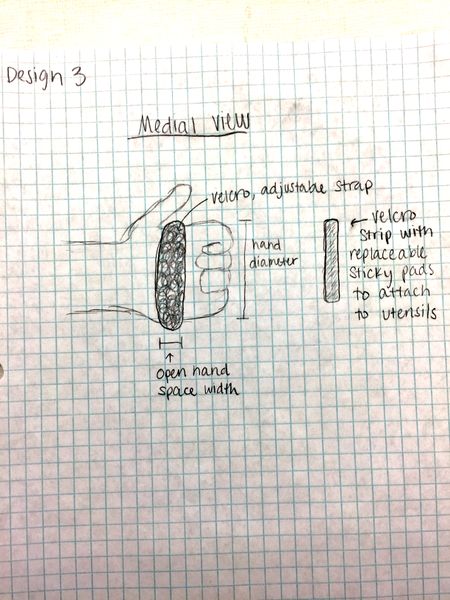 Design 3
Medial View
velcro, adjustable strap
hand
diameter
velcro
strip with
replaceable
sticky pads
to attach
to utensils
open hand
space width